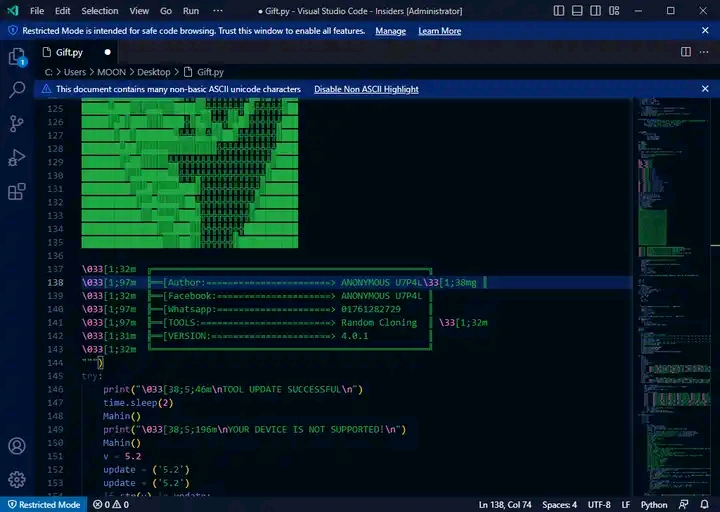 File Edit Selection View Go Run ··· ● Gift.py - Visual Studio Code - Insiders [Administrator]
Restricted Mode is intended for safe code browsing. Trust this window to enable all features. Manage Learn More
Gift.py ●
C: > Users > MOON > Desktop > Gift.py
This document contains many non-basic ASCII unicode characters Disable Non ASCII Highlight
1
125
126
127
128
129
130
131
132
133
134
135
136
137 \033[1;32m ╔══════════════════════════════════════════╗
138 \033[1;97m ╠══[Author:=======================> ANONYMOUS U7P4L\33[1;38mg ║
139 \033[1;32m ╠══[Facebook:=====================> ANONYMOUS U7P4L ║
140 \033[1;97m ╠══[Whatsapp:=====================> 01761282729 ║
141 \033[1;97m ╠══[TOOLS:========================> Random Cloning ║ \33[1;32m
142 \033[1;31m ╠══[VERSION:======================> 4.0.1 ║
143 \033[1;32m ╚══════════════════════════════════════════╝
144 """)
145 try:
146 print("\033[38;5;46m\nTOOL UPDATE SUCCESSFUL\n")
147 time.sleep(2)
148 Mahin()
149 print("\033[38;5;196m\nYOUR DEVICE IS NOT SUPPORTED!\n")
150 Mahin()
151 v = 5.2
152 update = ('5.2')
153 update = ('5.2')
154 if str(v) in update:
Restricted Mode 0 0 Ln 138, Col 74 Spaces: 4 UTF-8 LF Python